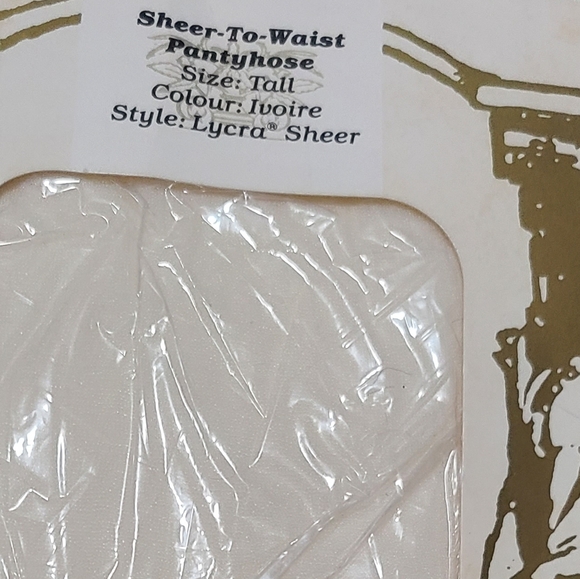 Sheer-To-Waist
Pantyhose
Size: Tall
Colour: Ivoire
Style: Lycra® Sheer